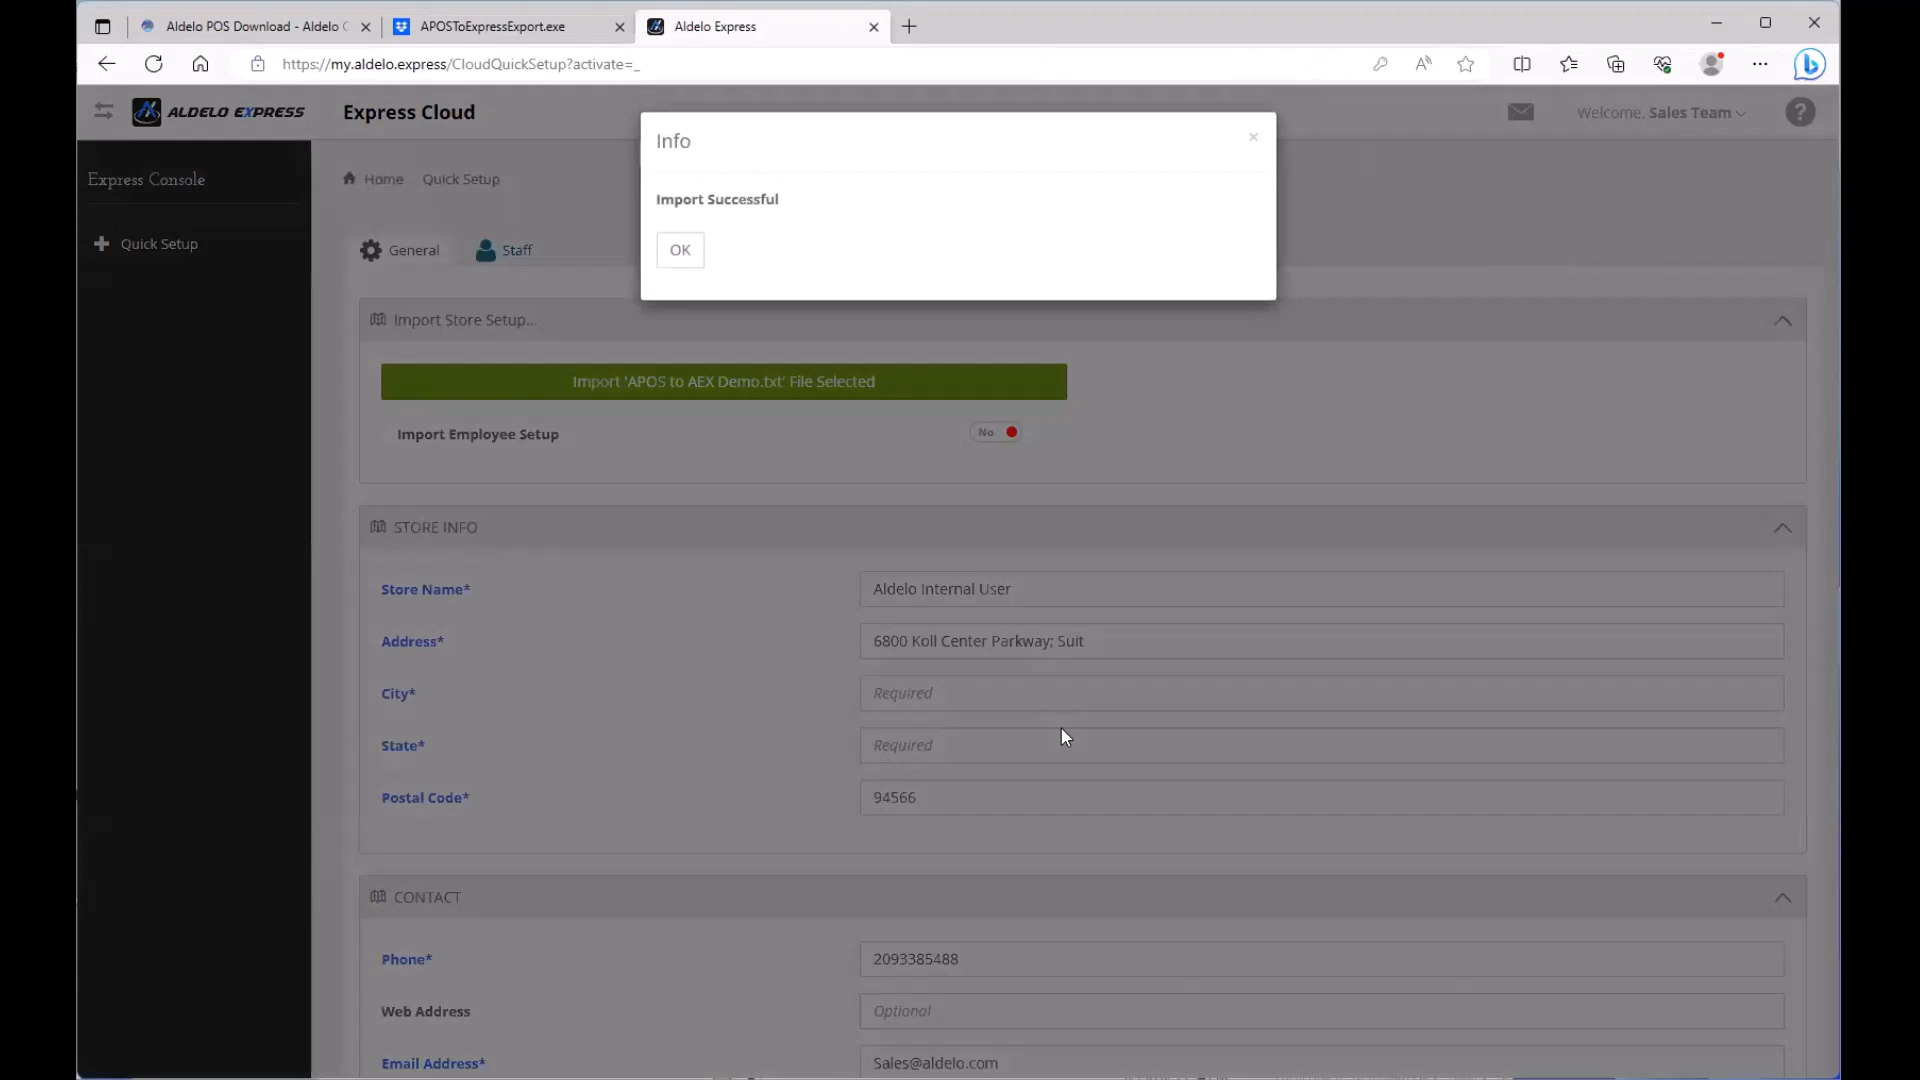 Aldelo POS Download - Aldelo
APOSToExpressExport.exe
Aldelo Express
https://my.aldelo.express/CloudQuickSetup?activate=_
ALDELO EXPRESS
Express Cloud
Welcome, Sales Team
?
Info
×
Import Successful
OK
Express Console
Quick Setup
Home
Quick Setup
General
Staff
Import Store Setup...
Import 'APOS to AEX Demo.txt' File Selected
Import Employee Setup
No
STORE INFO
Store Name*
Aldelo Internal User
Address*
6800 Koll Center Parkway; Suit
City*
Required
State*
Required
Postal Code*
94566
CONTACT
Phone*
2093385488
Web Address
Optional
Email Address*
Sales@aldelo.com